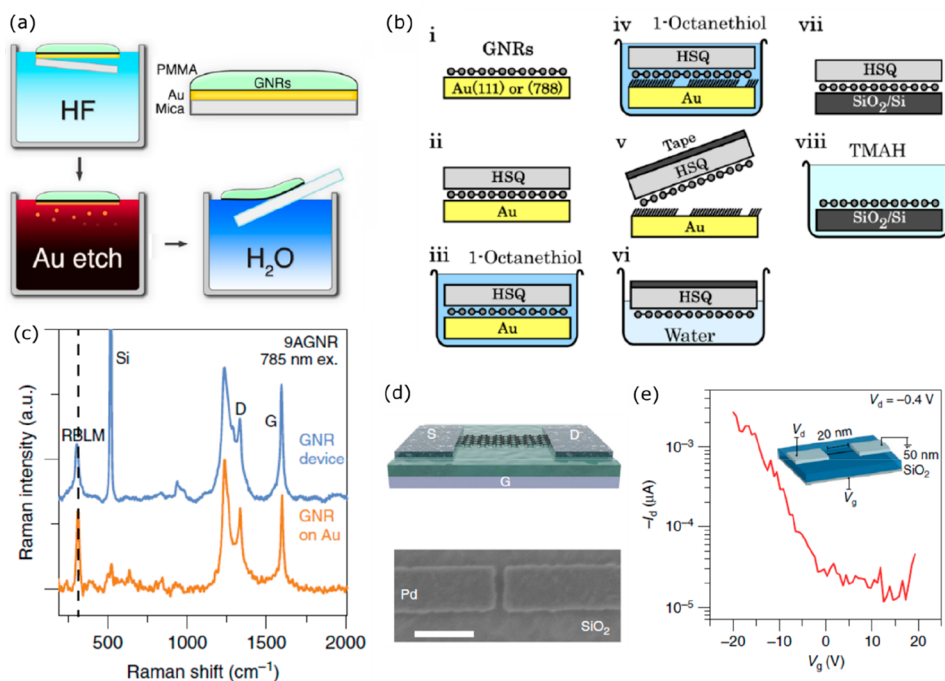 (a)
PMMA
GNRs
Au
Mica
HF
Au etch
H2O
(b)
i
GNRs
Au(111) or (788)
ii
HSQ
Au
iii
1-Octanethiol
HSQ
Au
iv
1-Octanethiol
HSQ
Au
v
Tape
HSQ
Au
vi
HSQ
Water
vii
HSQ
SiO2/Si
viii
TMAH
SiO2/Si
(c)
9AGNR
785 nm ex.
Si
RBLM
D
G
GNR
device
GNR
on Au
Raman intensity (a.u.)
500
1000
1500
2000
Raman shift (cm−1)
(d)
S
D
G
Pd
SiO2
(e)
Vd = −0.4 V
20 nm
Vd
50 nm
SiO2
Vg
−Id (μA)
10−3
10−4
10−5
−20
−10
0
10
20
Vg (V)